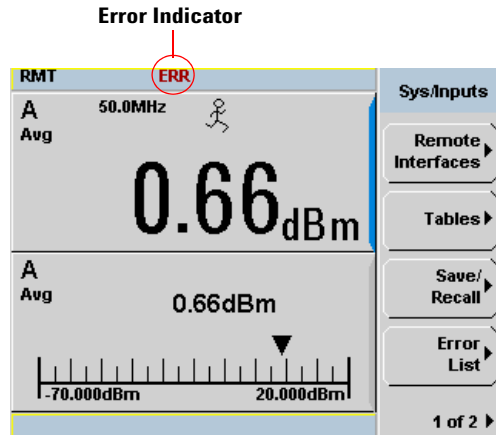 Error Indicator
RMT ERR
Sys/Inputs
A 50.0MHz
Avg
0.66dBm
Remote
Interfaces
Tables
Save/
Recall
Error
List
1 of 2
A
Avg
0.66dBm
-70.000dBm 20.000dBm